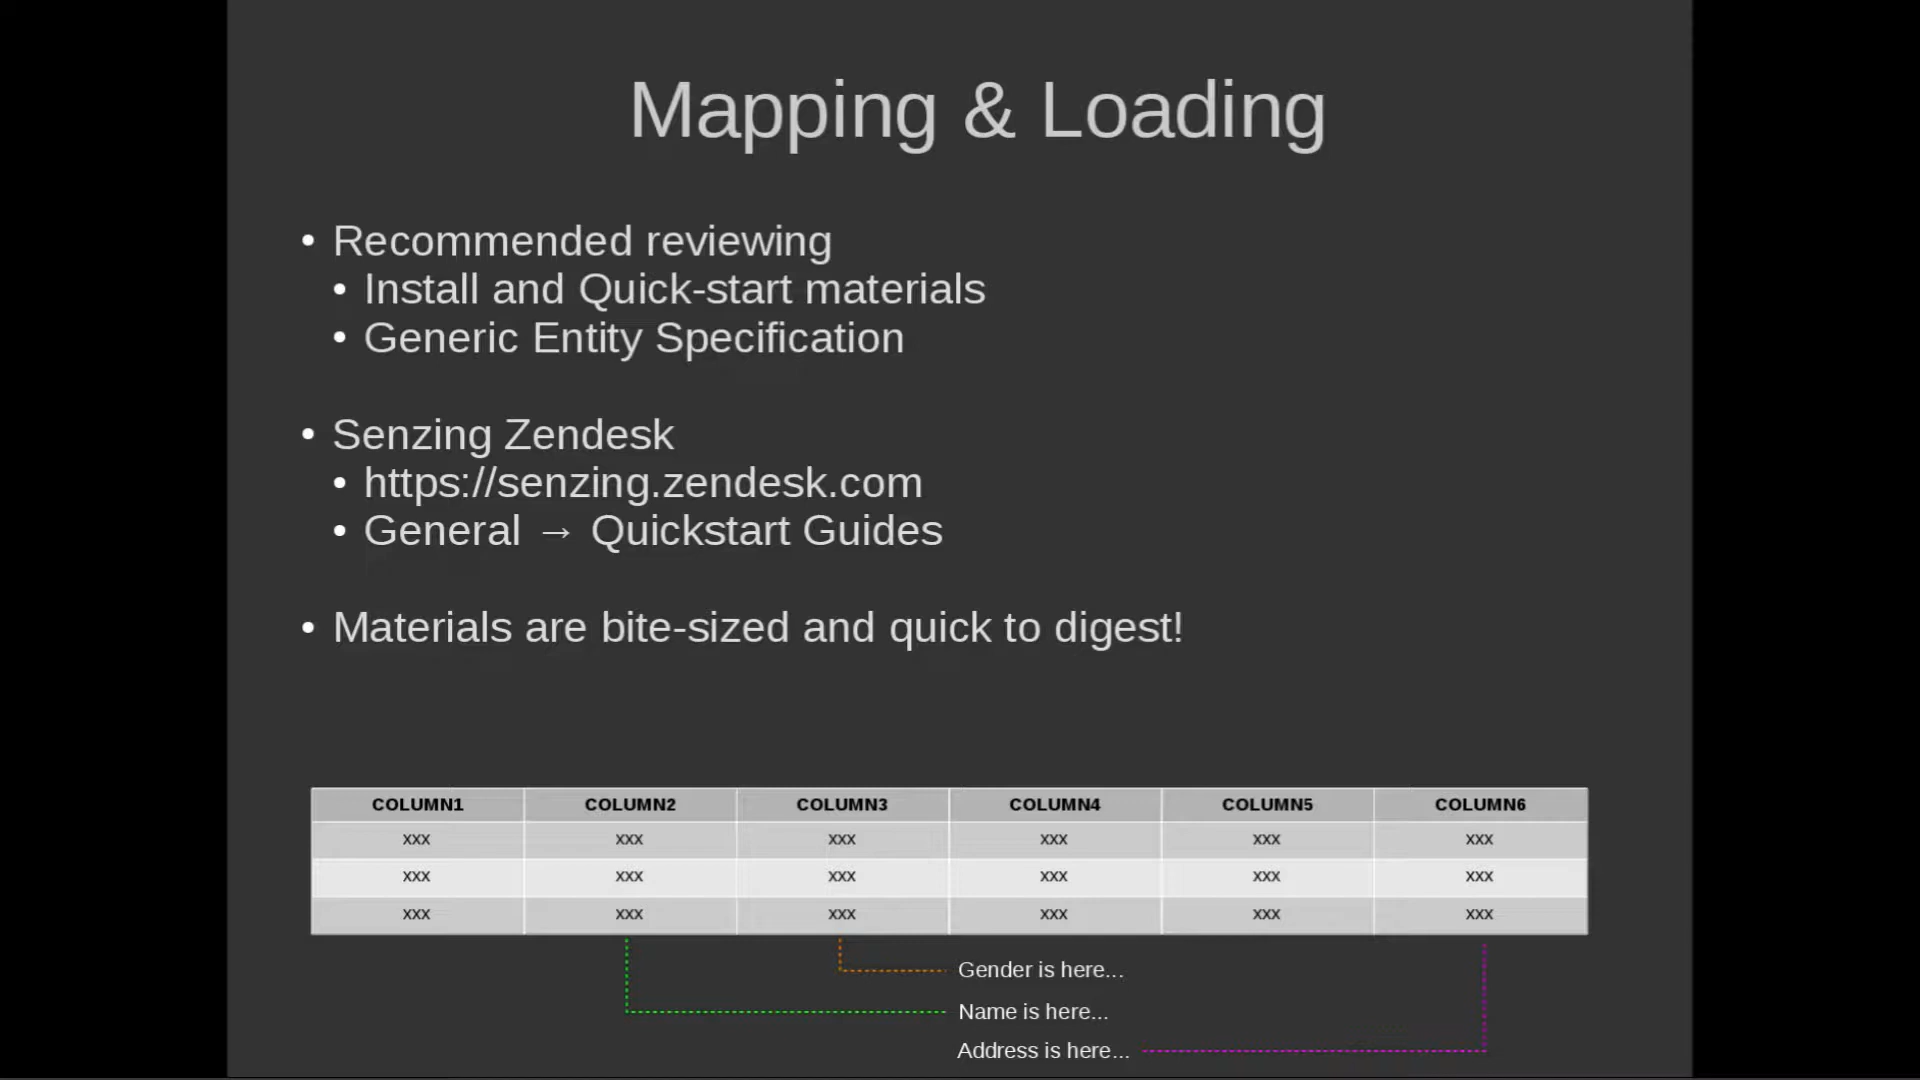 Mapping & Loading
• Recommended reviewing
• Install and Quick-start materials
• Generic Entity Specification
• Senzing Zendesk
• https://senzing.zendesk.com
• General → Quickstart Guides
• Materials are bite-sized and quick to digest!
COLUMN1 COLUMN2 COLUMN3 COLUMN4 COLUMN5 COLUMN6
XXX XXX XXX XXX XXX XXX
XXX XXX XXX XXX XXX XXX
XXX XXX XXX XXX XXX XXX
Gender is here...
Name is here...
Address is here...